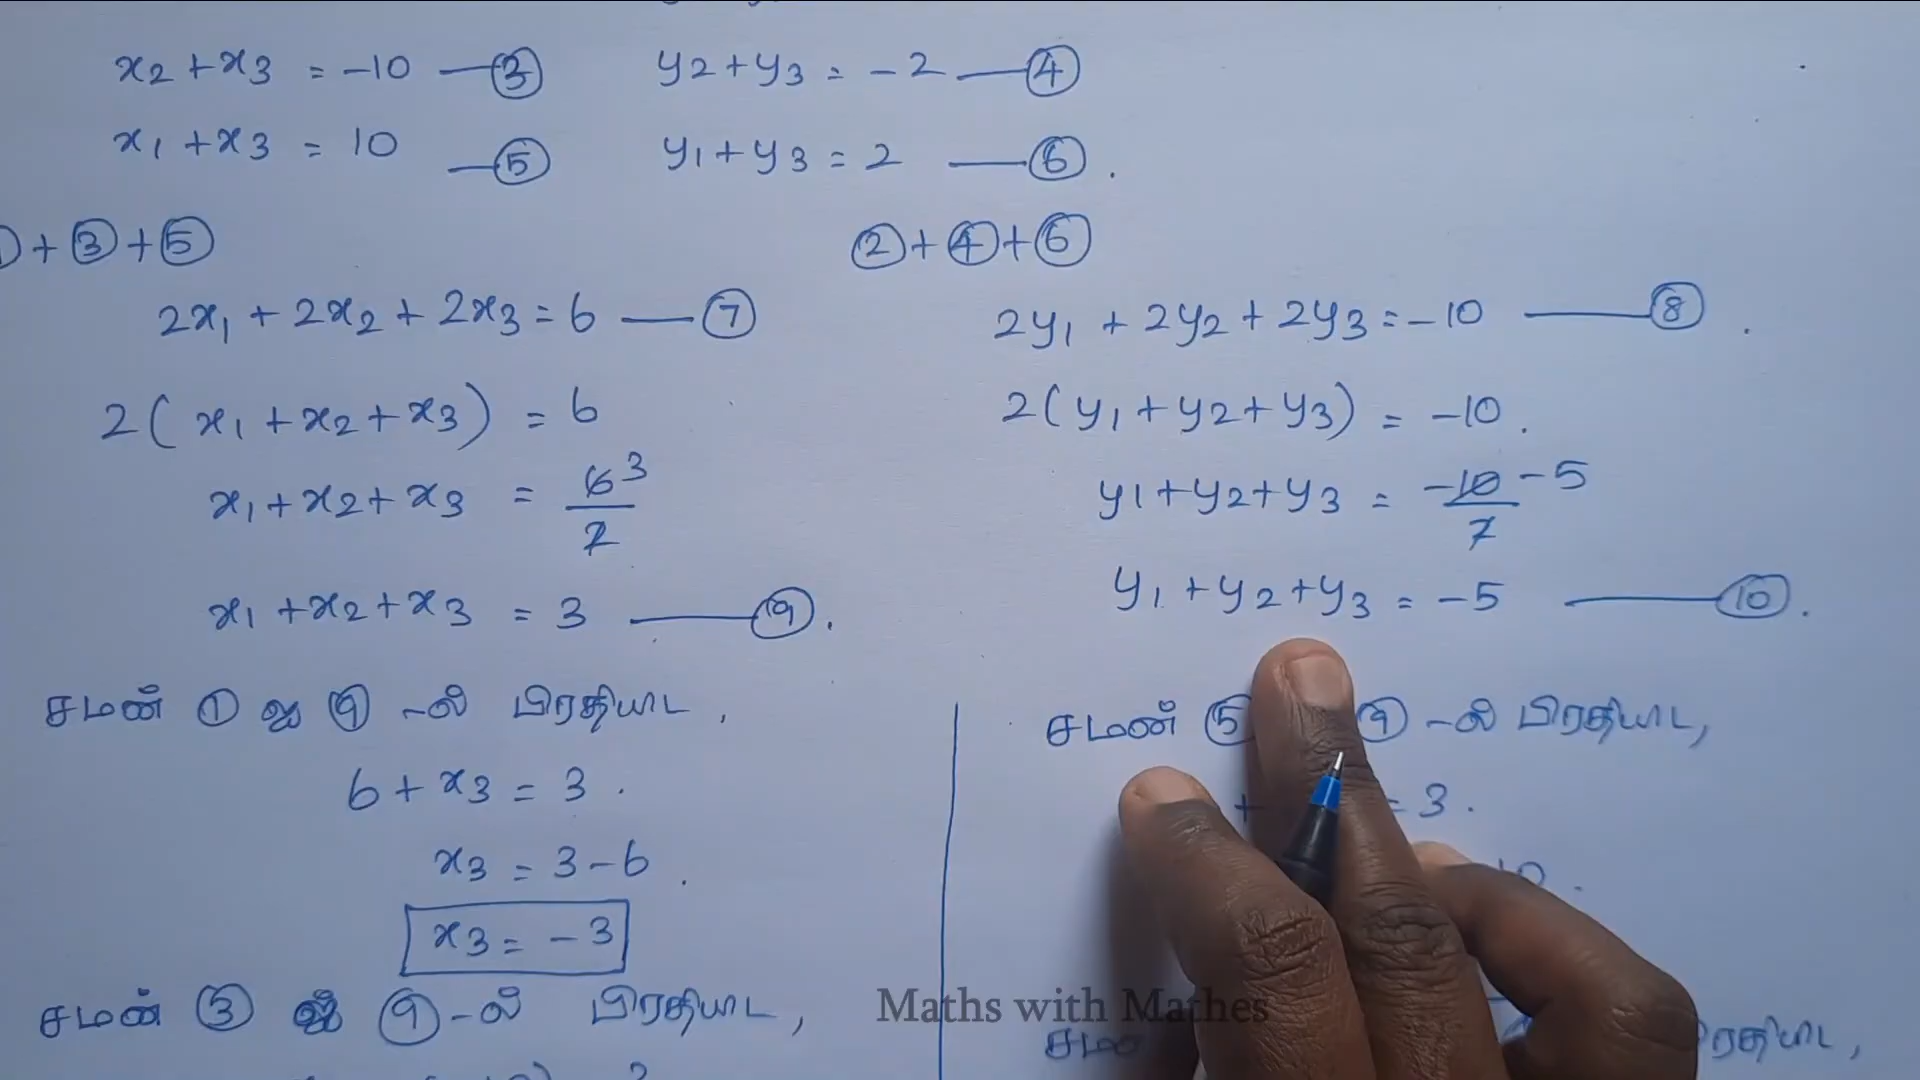 x2 + x3 = -10 — ③ y2 + y3 = -2 — ④
x1 + x3 = 10 — ⑤ y1 + y3 = 2 — ⑥.
+ ③ + ⑤ ② + ④ + ⑥
2x1 + 2x2 + 2x3 = 6 — ⑦ 2y1 + 2y2 + 2y3 = -10 — ⑧.
2(x1 + x2 + x3) = 6 2(y1 + y2 + y3) = -10.
x1 + x2 + x3 = 6/2 3 y1 + y2 + y3 = -10/2 -5
x1 + x2 + x3 = 3 — ⑨. y1 + y2 + y3 = -5 — ⑩.
சமன் ① ஐ ⑨ -ல் பிரதியிட,
6 + x3 = 3.
x3 = 3 - 6.
x3 = -3
சமன் ③ ஐ ⑨ -ல் பிரதியிட,
சமன் ⑤ ⑨ -ல் பிரதியிட,
+ = 3.
Maths with Mathes